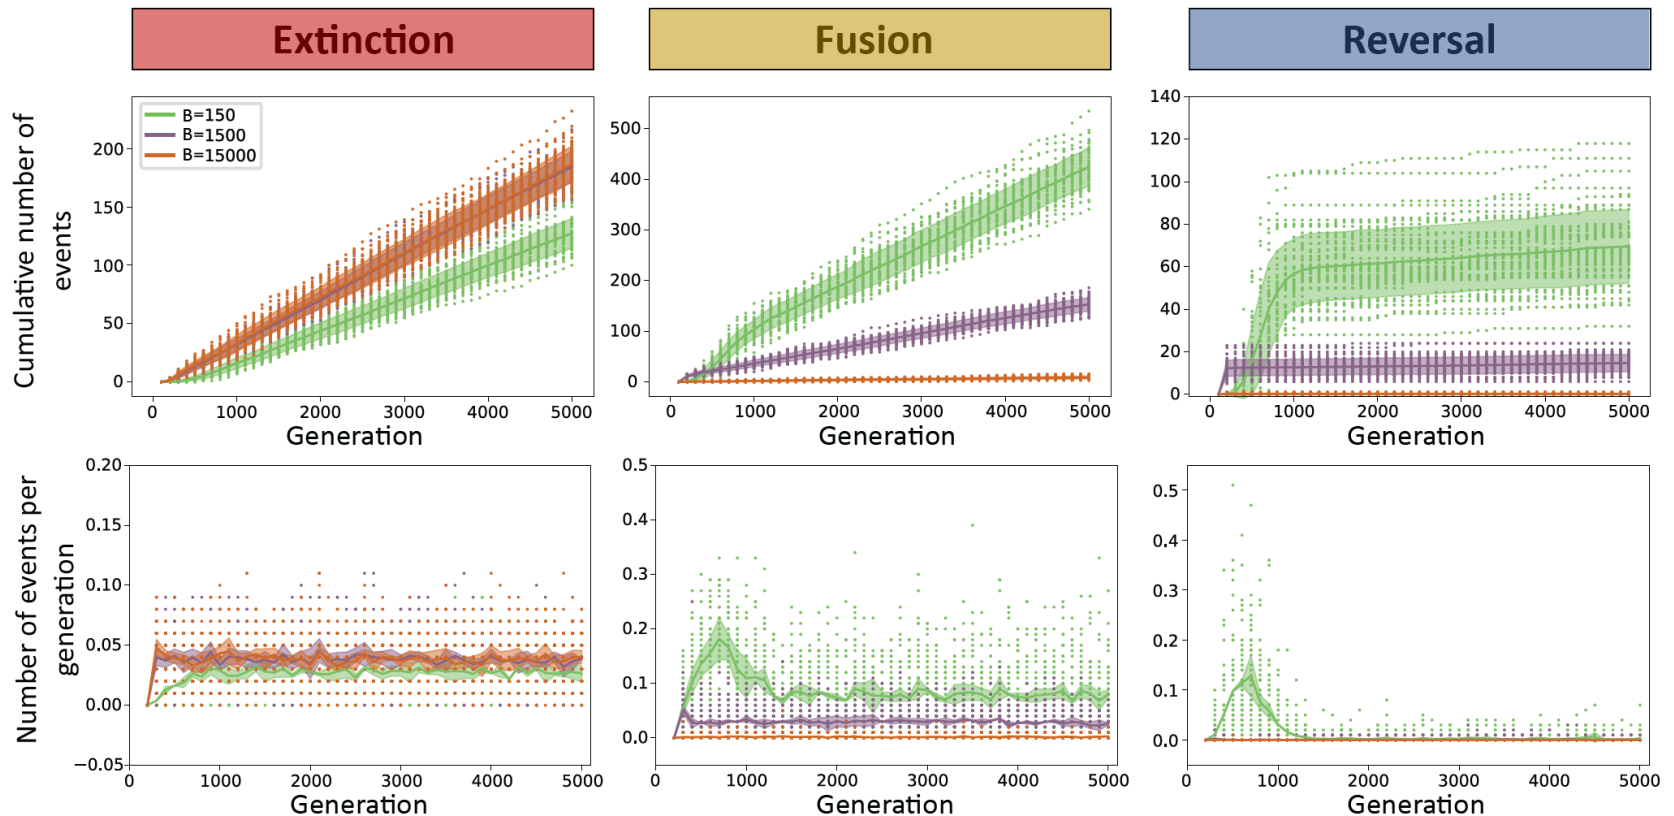 Extinction
Fusion
Reversal
Cumulative number of
events
B=150
B=1500
B=15000
200
150
100
50
0
0 1000 2000 3000 4000 5000
Generation
500
400
300
200
100
0
0 1000 2000 3000 4000 5000
Generation
140
120
100
80
60
40
20
0
0 1000 2000 3000 4000 5000
Generation
Number of events per
generation
0.20
0.15
0.10
0.05
0.00
−0.05
0 1000 2000 3000 4000 5000
Generation
0.5
0.4
0.3
0.2
0.1
0.0
0 1000 2000 3000 4000 5000
Generation
0.5
0.4
0.3
0.2
0.1
0.0
0 1000 2000 3000 4000 5000
Generation